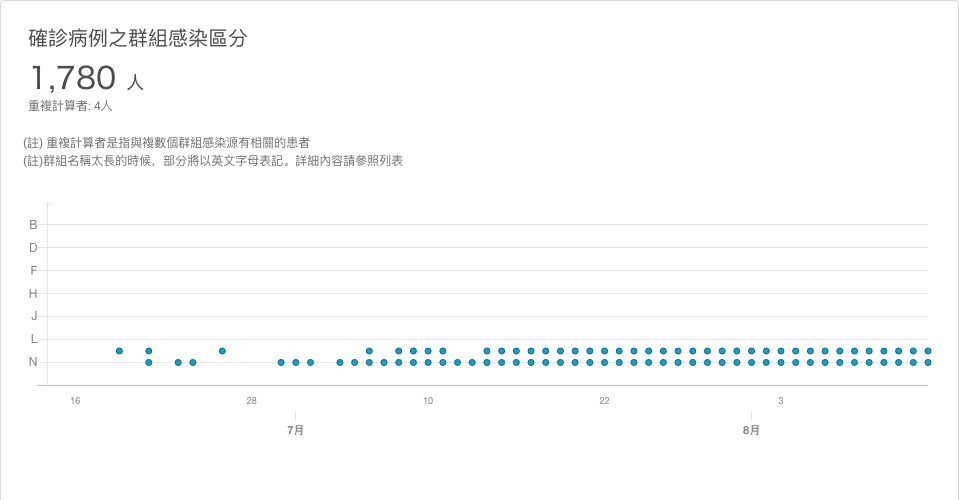 確診病例之群組感染區分
1,780 人
重複計算者: 4人
(註) 重複計算者是指與複數個群組感染源有相關的患者
(註)群組名稱太長的時候，部分將以英文字母表記。詳細內容請參照列表
B
D
F
H
J
L
N
16 28 10 22 3
7月 8月